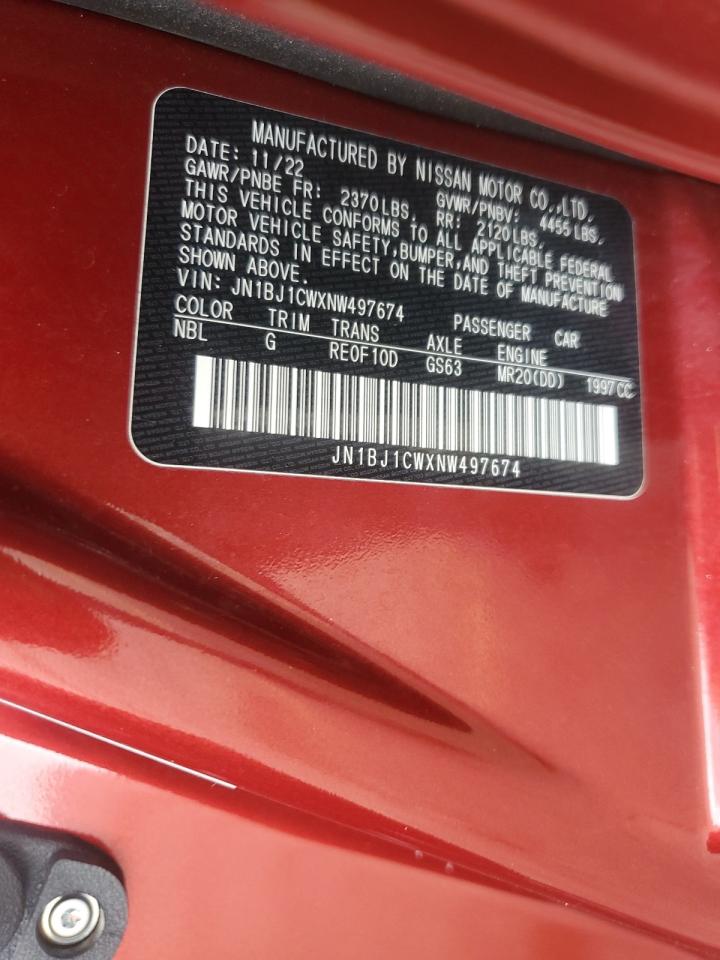 MANUFACTURED BY NISSAN MOTOR CO.,LTD.
DATE: 11/22 GVWR/PNBV: 4455 LBS.
GAWR/PNBE FR: 2370LBS. RR: 2120LBS.
THIS VEHICLE CONFORMS TO ALL APPLICABLE FEDERAL
MOTOR VEHICLE SAFETY,BUMPER,AND THEFT PREVENTION
STANDARDS IN EFFECT ON THE DATE OF MANUFACTURE
SHOWN ABOVE.
VIN: JN1BJ1CWXNW497674 PASSENGER CAR
COLOR TRIM TRANS AXLE ENGINE
NBL G RE0F10D GS63 MR20(DD) 1997CC
JN1BJ1CWXNW497674